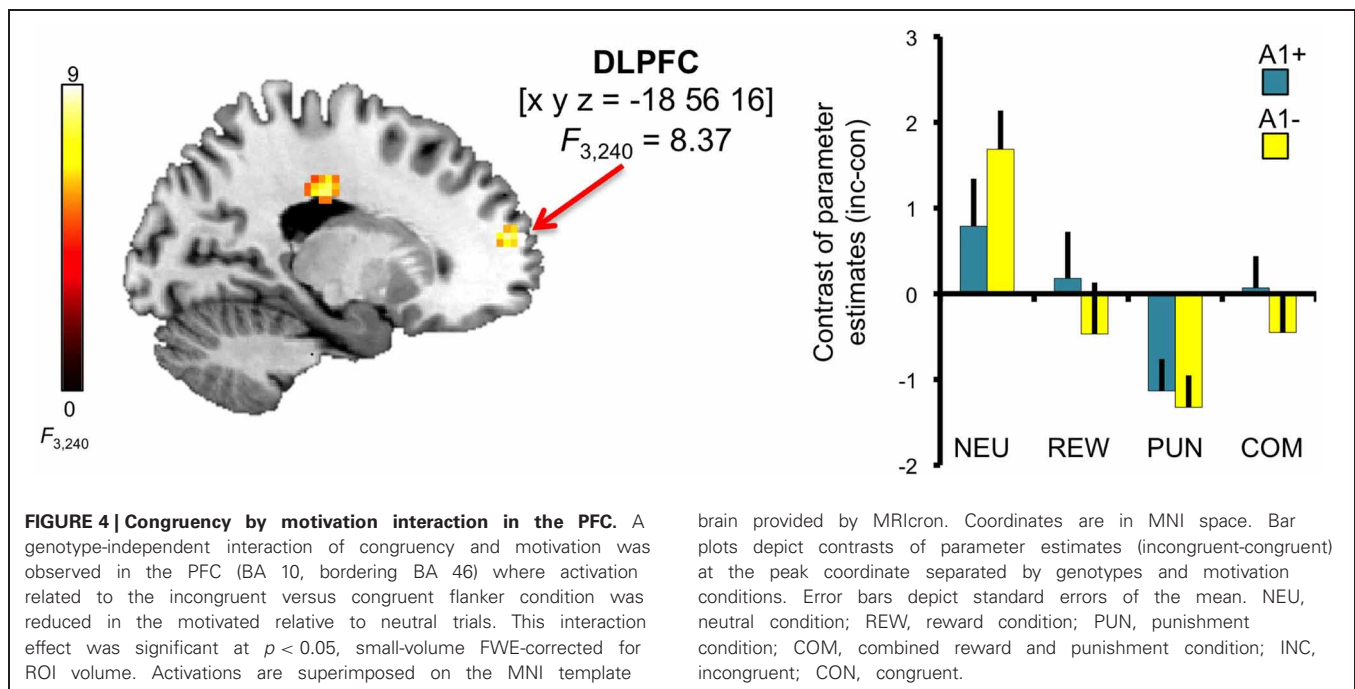 9
0
F3,240
DLPFC
[x y z = -18 56 16]
F3,240 = 8.37
Contrast of parameter
estimates (inc-con)
3
2
1
0
-1
-2
A1+
A1-
NEU REW PUN COM
FIGURE 4 | Congruency by motivation interaction in the PFC. A
genotype-independent interaction of congruency and motivation was
observed in the PFC (BA 10, bordering BA 46) where activation
related to the incongruent versus congruent flanker condition was
reduced in the motivated relative to neutral trials. This interaction
effect was significant at p < 0.05, small-volume FWE-corrected for
ROI volume. Activations are superimposed on the MNI template
brain provided by MRIcron. Coordinates are in MNI space. Bar
plots depict contrasts of parameter estimates (incongruent-congruent)
at the peak coordinate separated by genotypes and motivation
conditions. Error bars depict standard errors of the mean. NEU,
neutral condition; REW, reward condition; PUN, punishment
condition; COM, combined reward and punishment condition; INC,
incongruent; CON, congruent.